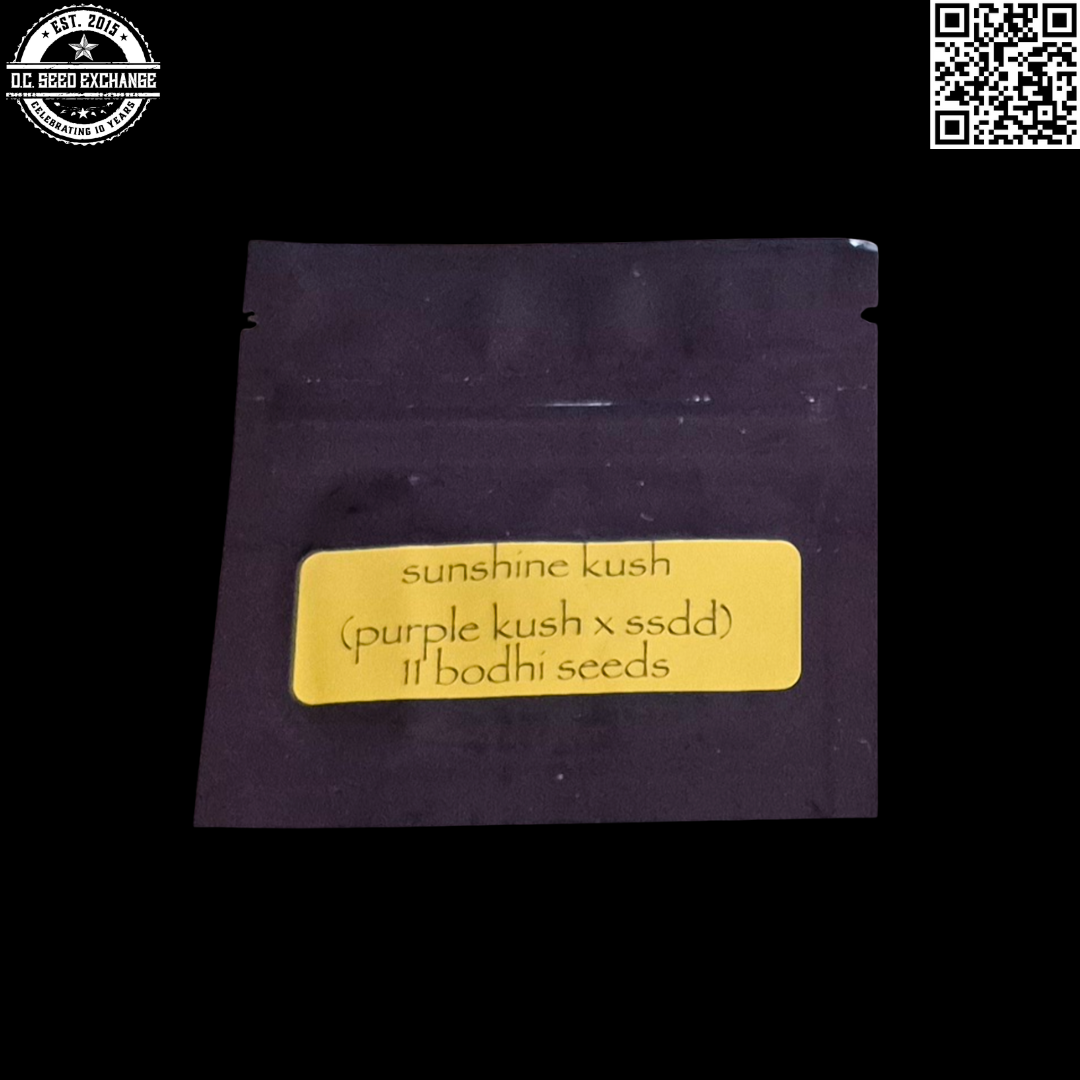 EST. 2015
D.C. SEED EXCHANGE
CELEBRATING 10 YEARS
sunshine kush
(purple kush x ssdd)
11 bodhi seeds